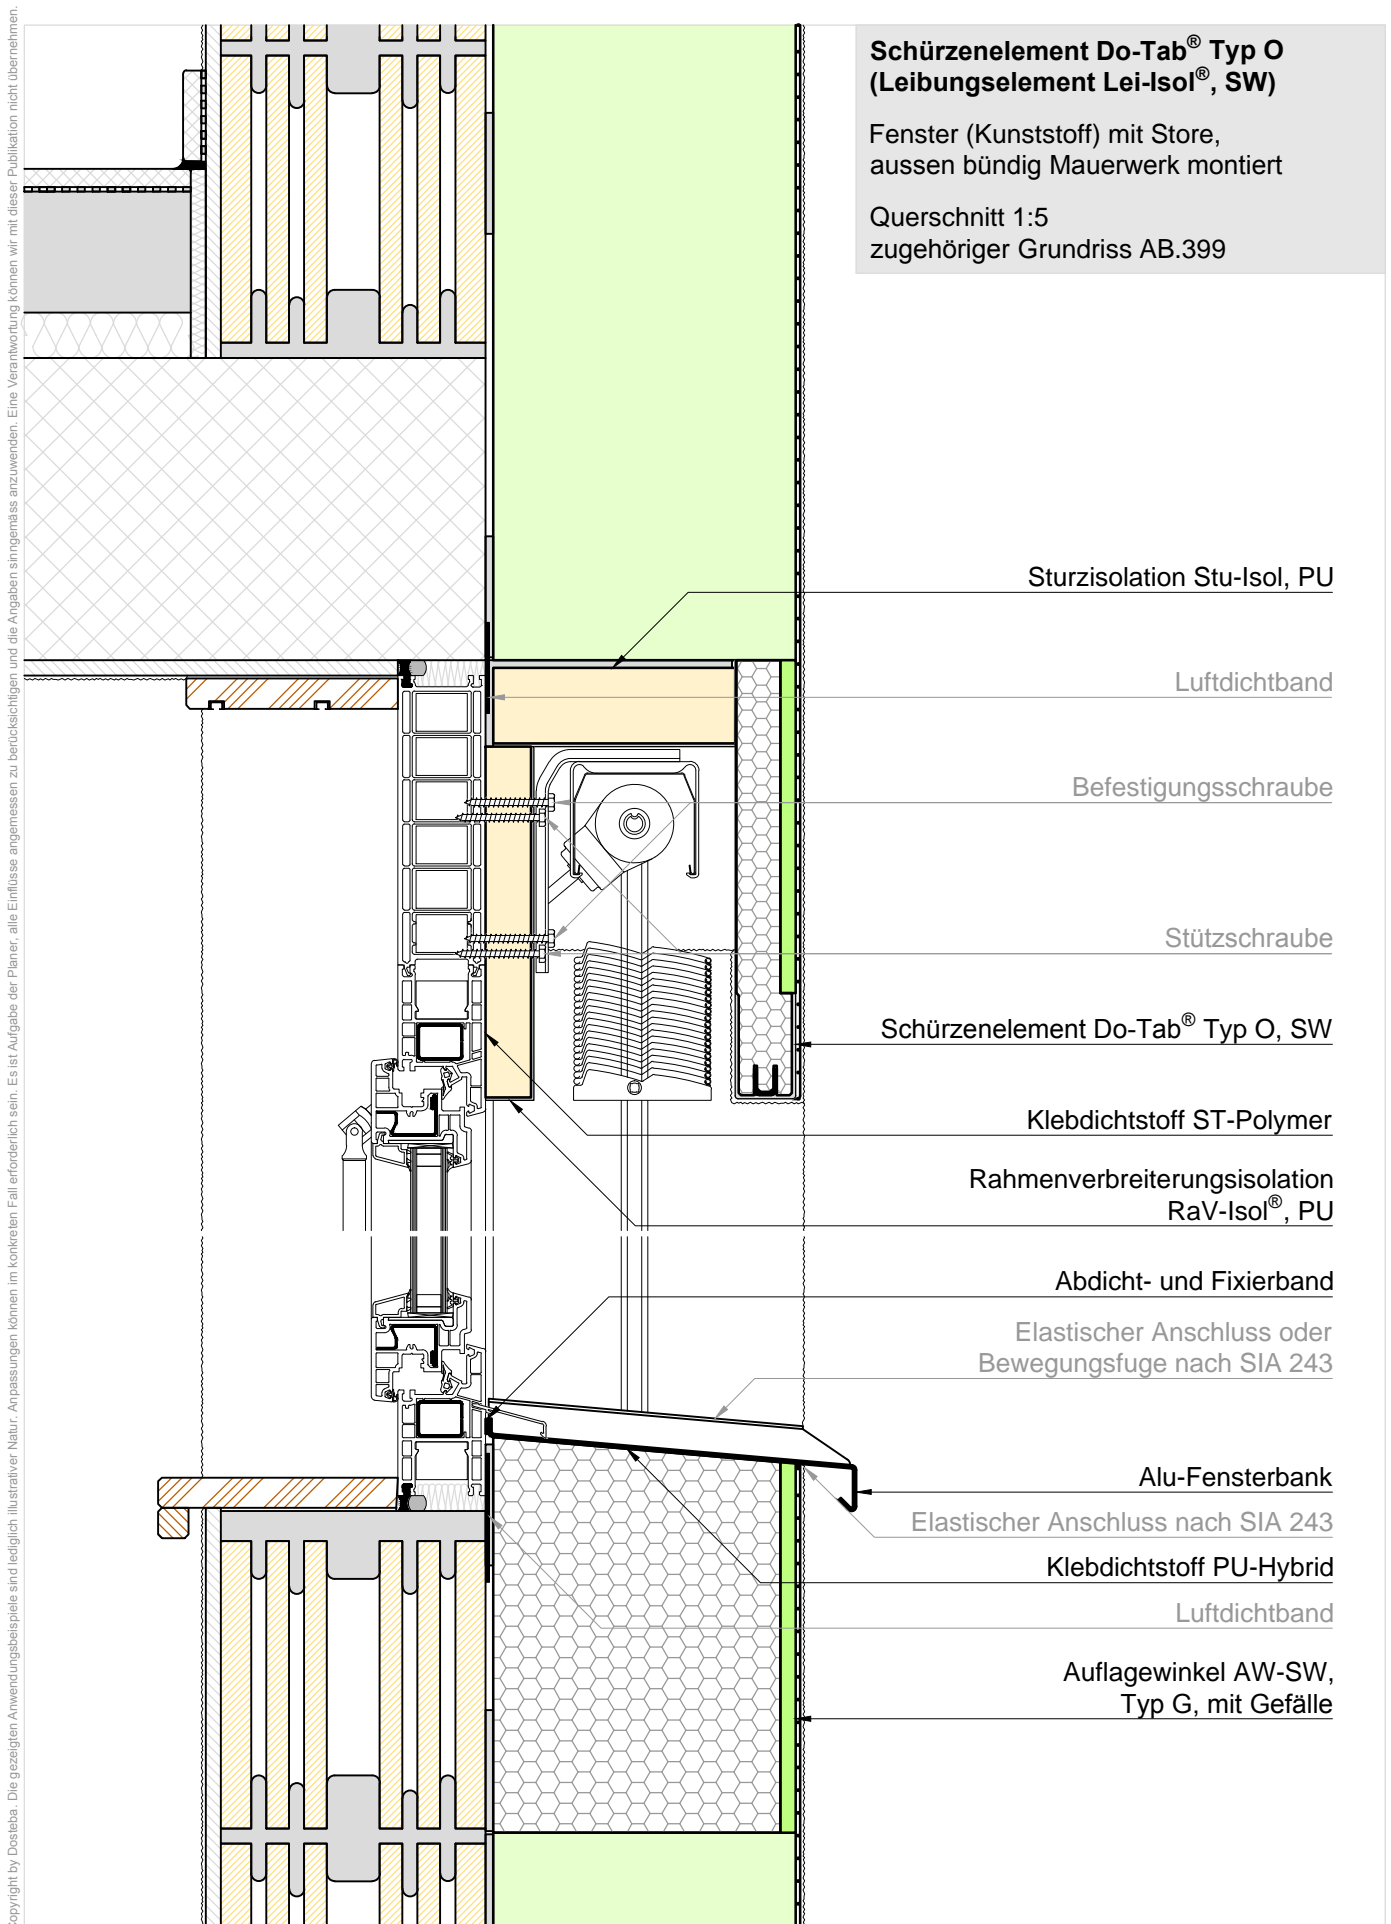 Schürzenelement Do-Tab® Typ O
(Leibungselement Lei-Isol®, SW)
Fenster (Kunststoff) mit Store,
aussen bündig Mauerwerk montiert
Querschnitt 1:5
zugehöriger Grundriss AB.399
Sturzisolation Stu-Isol, PU
Luftdichtband
Befestigungsschraube
Stützschraube
Schürzenelement Do-Tab® Typ O, SW
Klebdichtstoff ST-Polymer
Rahmenverbreiterungsisolation
RaV-Isol®, PU
Abdicht- und Fixierband
Elastischer Anschluss oder
Bewegungsfuge nach SIA 243
Alu-Fensterbank
Elastischer Anschluss nach SIA 243
Klebdichtstoff PU-Hybrid
Luftdichtband
Auflagewinkel AW-SW,
Typ G, mit Gefälle
Copyright by Dosteba. Die gezeigten Anwendungsbeispiele sind lediglich illustrativer Natur. Anpassungen können im konkreten Fall erforderlich sein. Es ist Aufgabe der Planer, alle Einflüsse angemessen zu berücksichtigen und die Angaben sinngemäss anzuwenden. Eine Verantwortung können wir mit dieser Publikation nicht übernehmen.